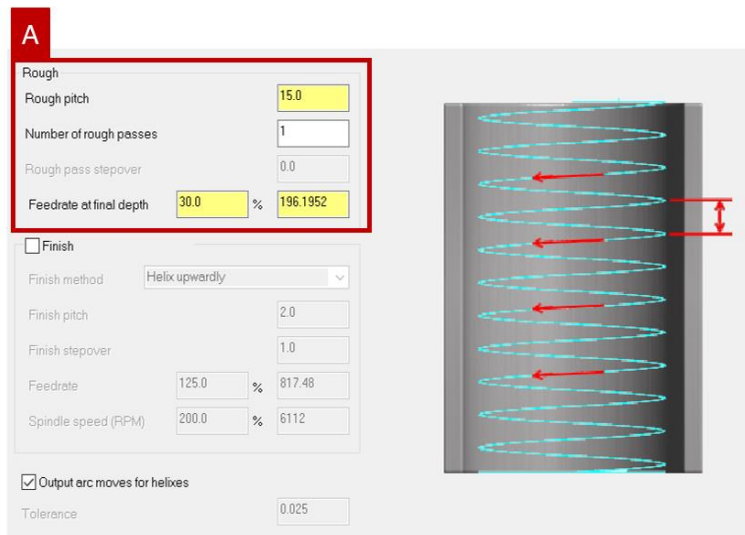 A
Rough
Rough pitch 15.0
Number of rough passes 1
Rough pass stepover 0.0
Feedrate at final depth 30.0 % 196.1952
Finish
Finish method Helix upwardly
Finish pitch 2.0
Finish stepover 1.0
Feedrate 125.0 % 817.48
Spindle speed (RPM) 200.0 % 6112
Output arc moves for helixes
Tolerance 0.025